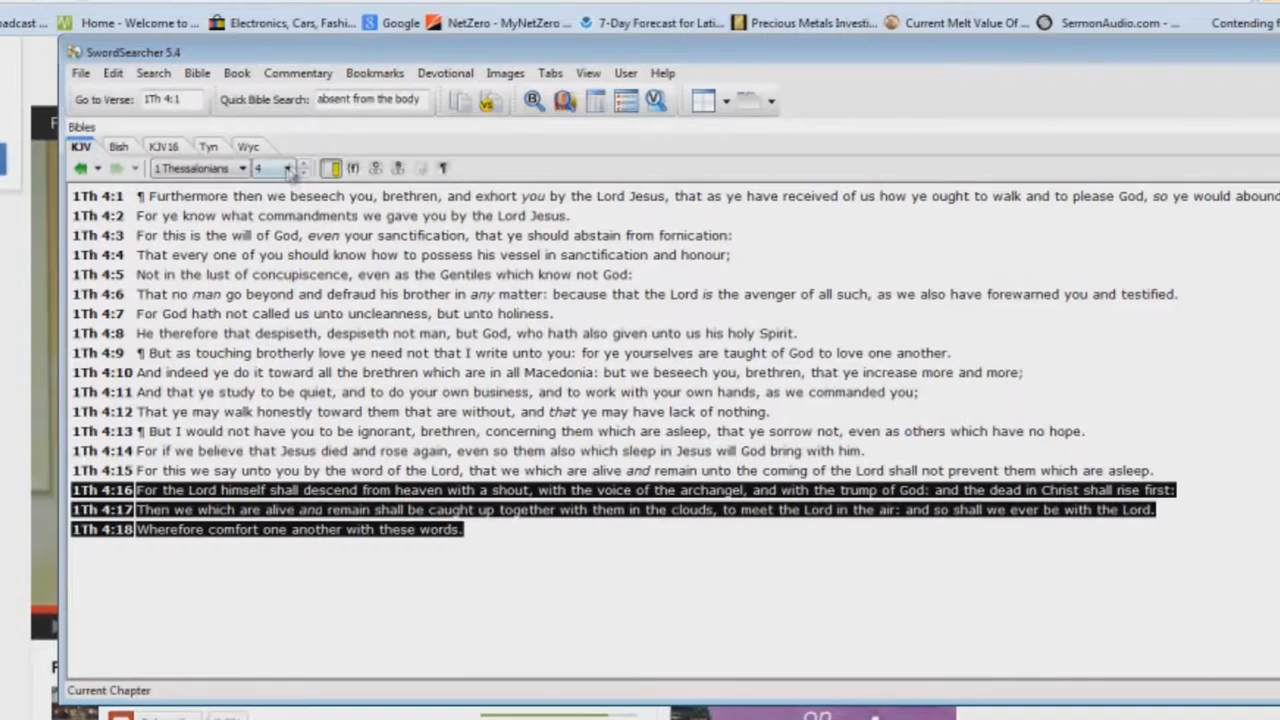 Home - Welcome to ... Electronics, Cars, Fashi... Google NetZero - MyNetZero ... 7-Day Forecast for Lati... Precious Metals Investi... Current Melt Value Of ... SermonAudio.com - ... Contending
SwordSearcher 5.4
File Edit Search Bible Book Commentary Bookmarks Devotional Images Tabs View User Help
Go to Verse: 1Th 4:1 Quick Bible Search: absent from the body
Bibles
KJV Bish KJV16 Tyn Wyc
1 Thessalonians 4
1Th 4:1 ¶ Furthermore then we beseech you, brethren, and exhort you by the Lord Jesus, that as ye have received of us how ye ought to walk and to please God, so ye would abound
1Th 4:2 For ye know what commandments we gave you by the Lord Jesus.
1Th 4:3 For this is the will of God, even your sanctification, that ye should abstain from fornication:
1Th 4:4 That every one of you should know how to possess his vessel in sanctification and honour;
1Th 4:5 Not in the lust of concupiscence, even as the Gentiles which know not God:
1Th 4:6 That no man go beyond and defraud his brother in any matter: because that the Lord is the avenger of all such, as we also have forewarned you and testified.
1Th 4:7 For God hath not called us unto uncleanness, but unto holiness.
1Th 4:8 He therefore that despiseth, despiseth not man, but God, who hath also given unto us his holy Spirit.
1Th 4:9 ¶ But as touching brotherly love ye need not that I write unto you: for ye yourselves are taught of God to love one another.
1Th 4:10 And indeed ye do it toward all the brethren which are in all Macedonia: but we beseech you, brethren, that ye increase more and more;
1Th 4:11 And that ye study to be quiet, and to do your own business, and to work with your own hands, as we commanded you;
1Th 4:12 That ye may walk honestly toward them that are without, and that ye may have lack of nothing.
1Th 4:13 ¶ But I would not have you to be ignorant, brethren, concerning them which are asleep, that ye sorrow not, even as others which have no hope.
1Th 4:14 For if we believe that Jesus died and rose again, even so them also which sleep in Jesus will God bring with him.
1Th 4:15 For this we say unto you by the word of the Lord, that we which are alive and remain unto the coming of the Lord shall not prevent them which are asleep.
1Th 4:16 For the Lord himself shall descend from heaven with a shout, with the voice of the archangel, and with the trump of God: and the dead in Christ shall rise first:
1Th 4:17 Then we which are alive and remain shall be caught up together with them in the clouds, to meet the Lord in the air: and so shall we ever be with the Lord.
1Th 4:18 Wherefore comfort one another with these words.
Current Chapter